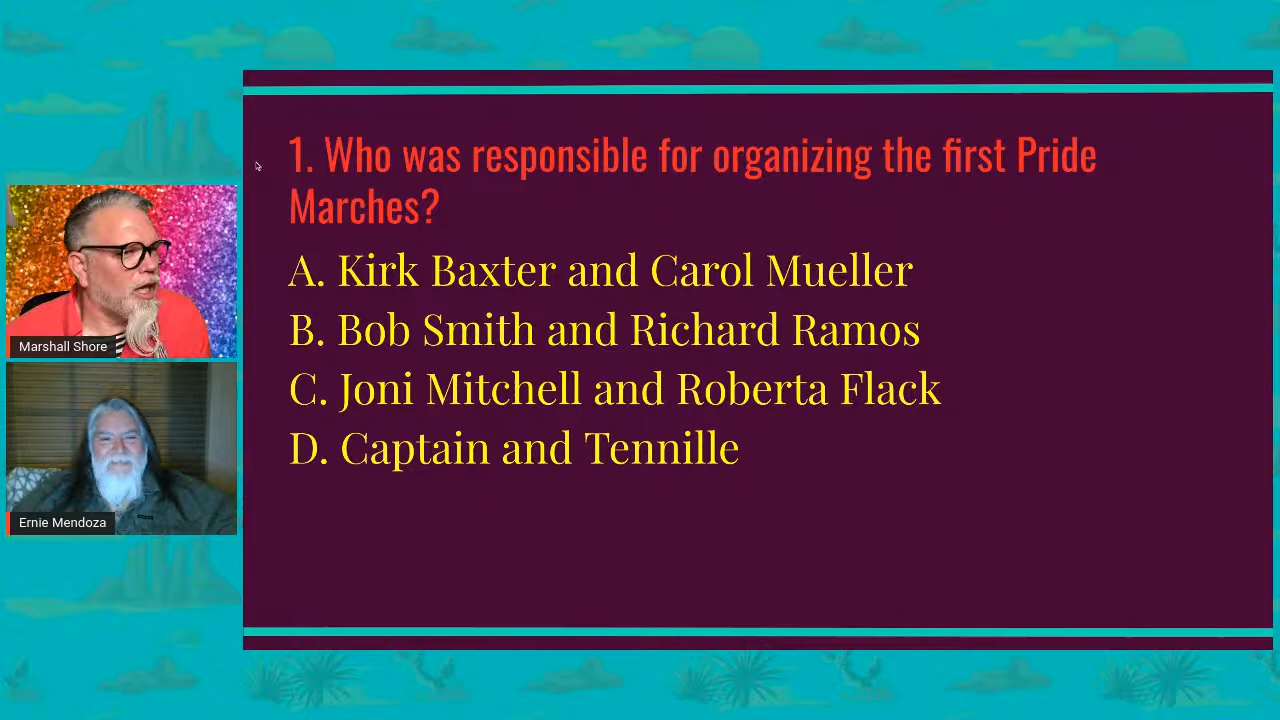 1. Who was responsible for organizing the first Pride
Marches?
A. Kirk Baxter and Carol Mueller
B. Bob Smith and Richard Ramos
C. Joni Mitchell and Roberta Flack
D. Captain and Tennille
Marshall Shore
Ernie Mendoza